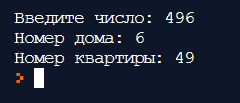 Введите число: 496
Номер дома: 6
Номер квартиры: 49
>